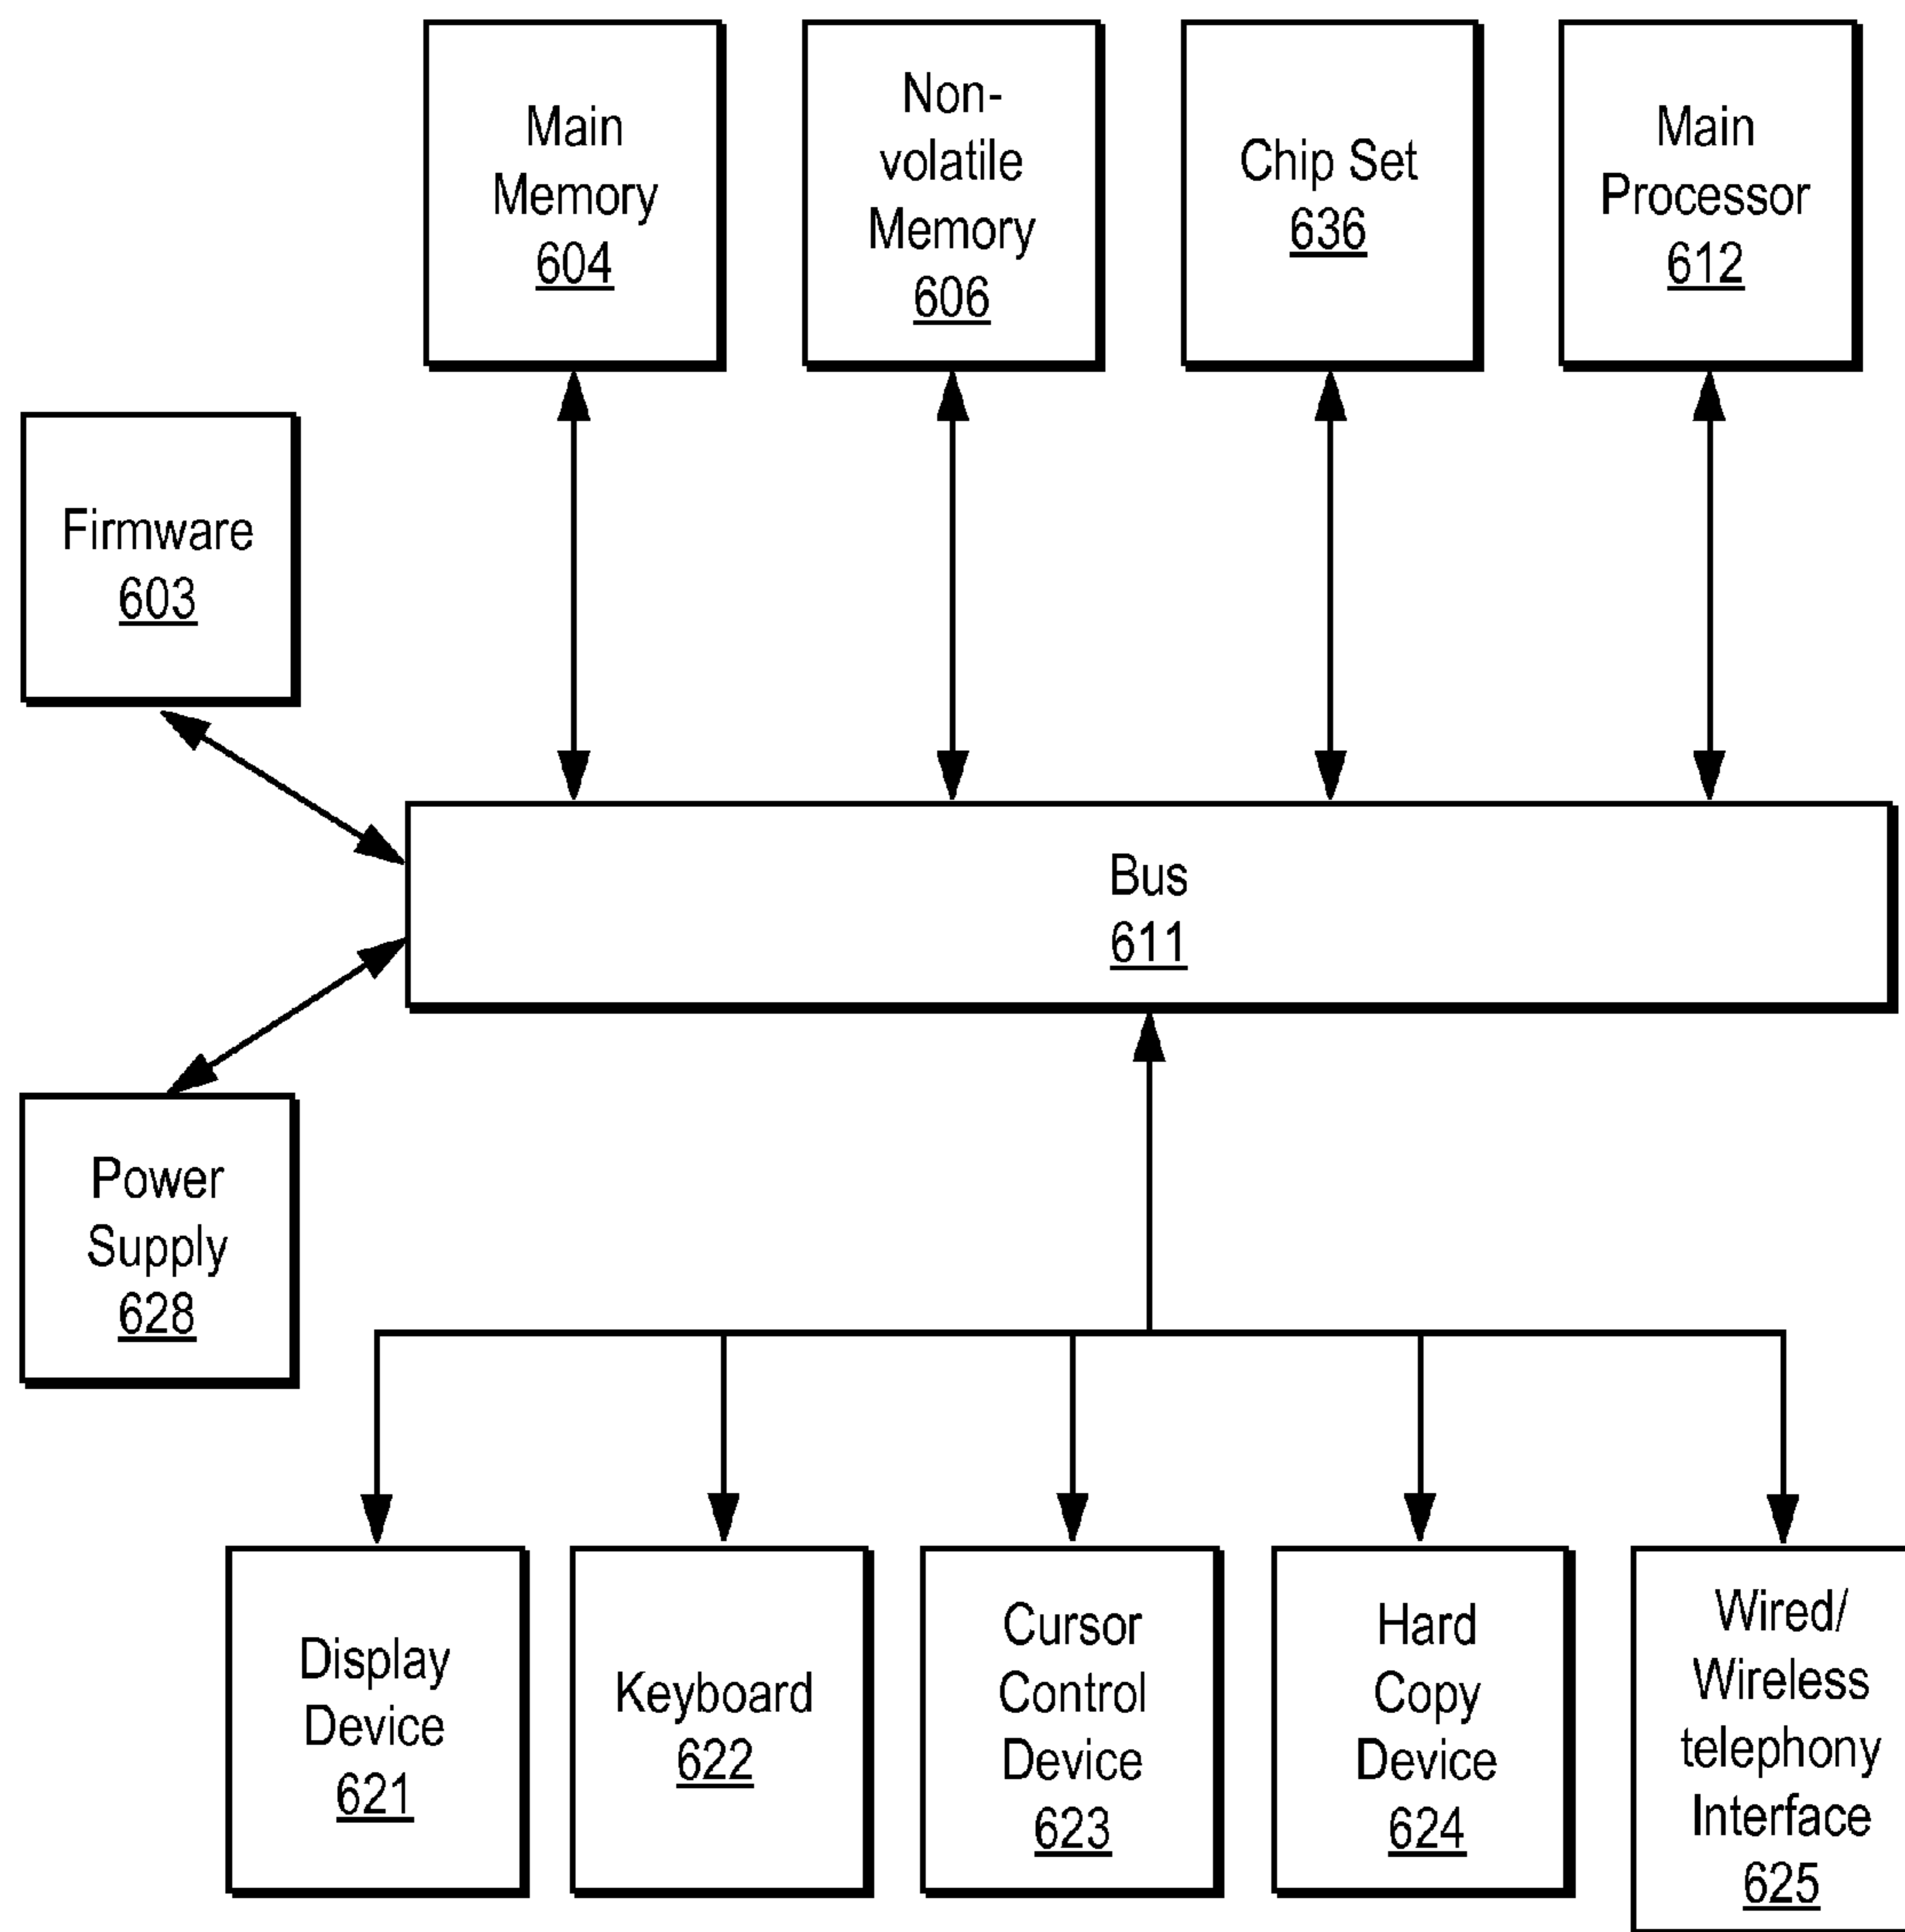 Main
Memory
604
Non-
volatile
Memory
606
Chip Set
636
Main
Processor
612
Firmware
603
Bus
611
Power
Supply
628
Display
Device
621
Keyboard
622
Cursor
Control
Device
623
Hard
Copy
Device
624
Wired/
Wireless
telephony
Interface
625